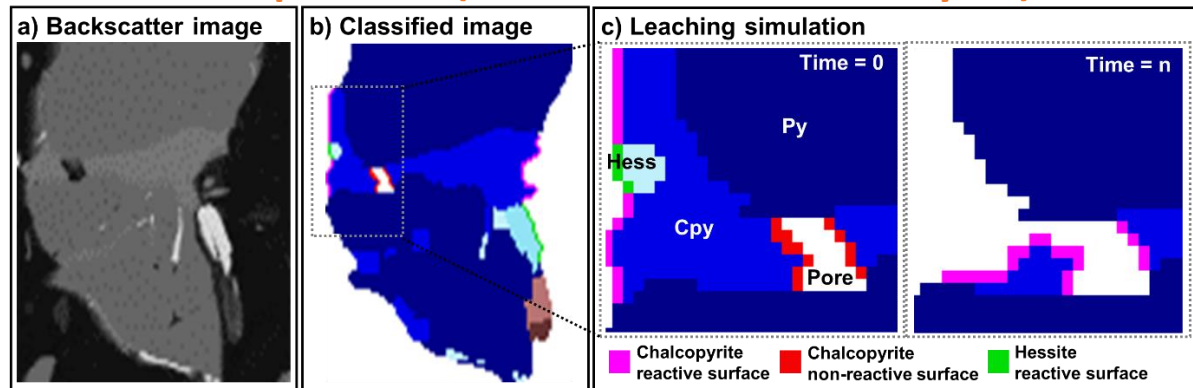 a) Backscatter image
b) Classified image
c) Leaching simulation
Time = 0
Time = n
Py
Hess
Cpy
Pore
Chalcopyrite
reactive surface
Chalcopyrite
non-reactive surface
Hessite
reactive surface